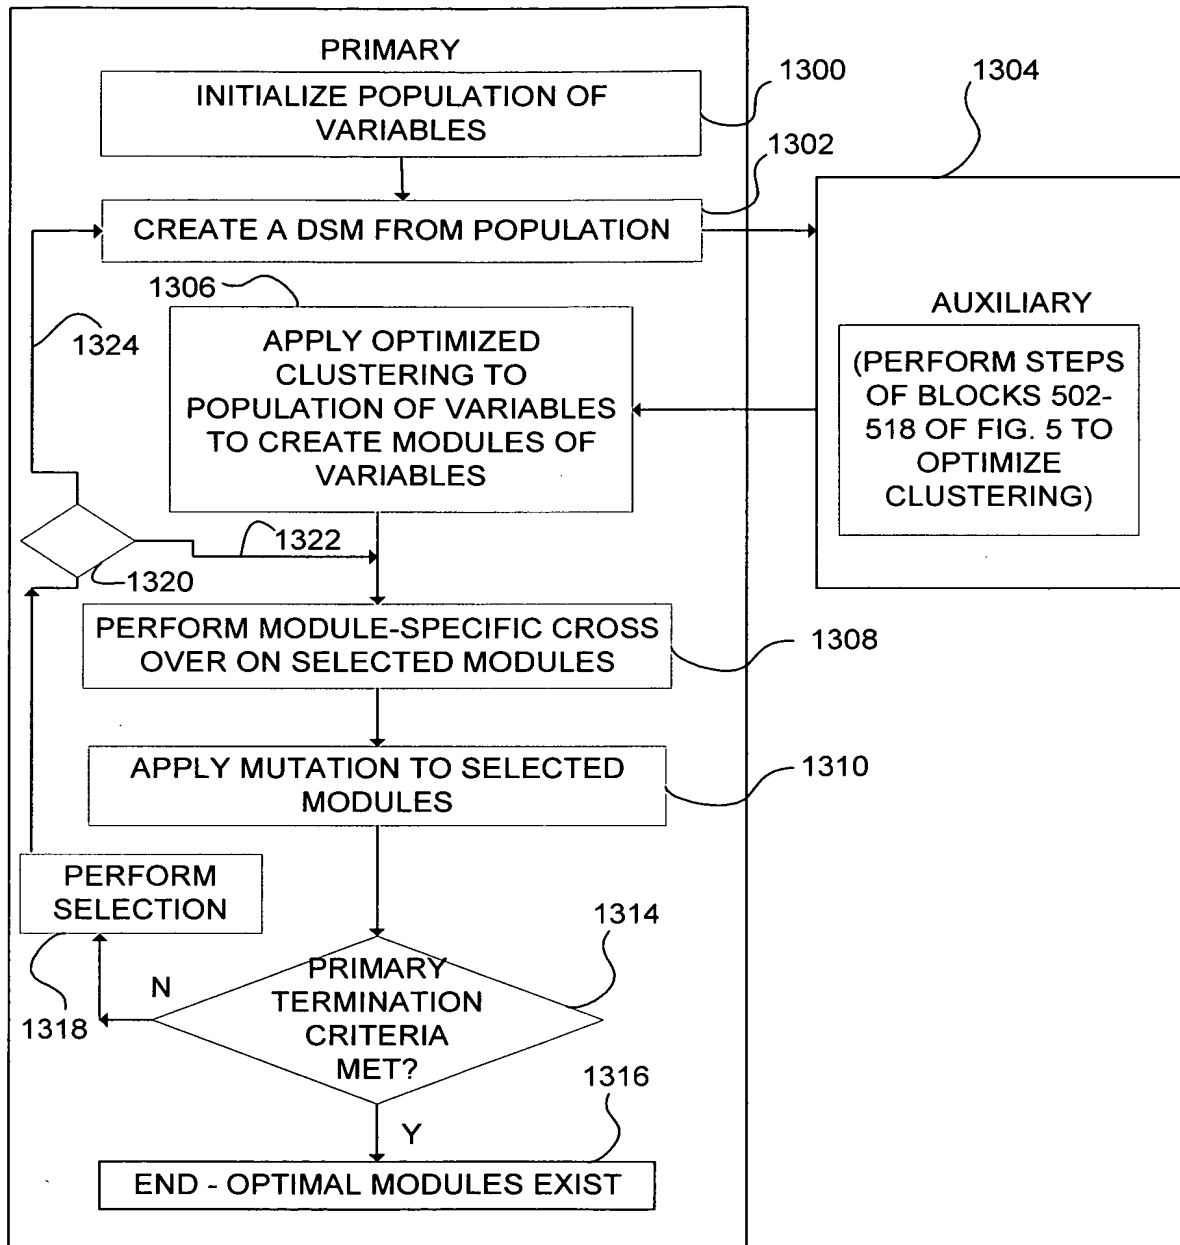 PRIMARY
1300
1304
INITIALIZE POPULATION OF
VARIABLES
1302
CREATE A DSM FROM POPULATION
1306
1324
APPLY OPTIMIZED
CLUSTERING TO
POPULATION OF VARIABLES
TO CREATE MODULES OF
VARIABLES
AUXILIARY
(PERFORM STEPS
OF BLOCKS 502-
518 OF FIG. 5 TO
OPTIMIZE
CLUSTERING)
1322
1320
PERFORM MODULE-SPECIFIC CROSS
OVER ON SELECTED MODULES
1308
APPLY MUTATION TO SELECTED
MODULES
1310
PERFORM
SELECTION
1314
N
PRIMARY
TERMINATION
CRITERIA
MET?
1318
1316
Y
END - OPTIMAL MODULES EXIST